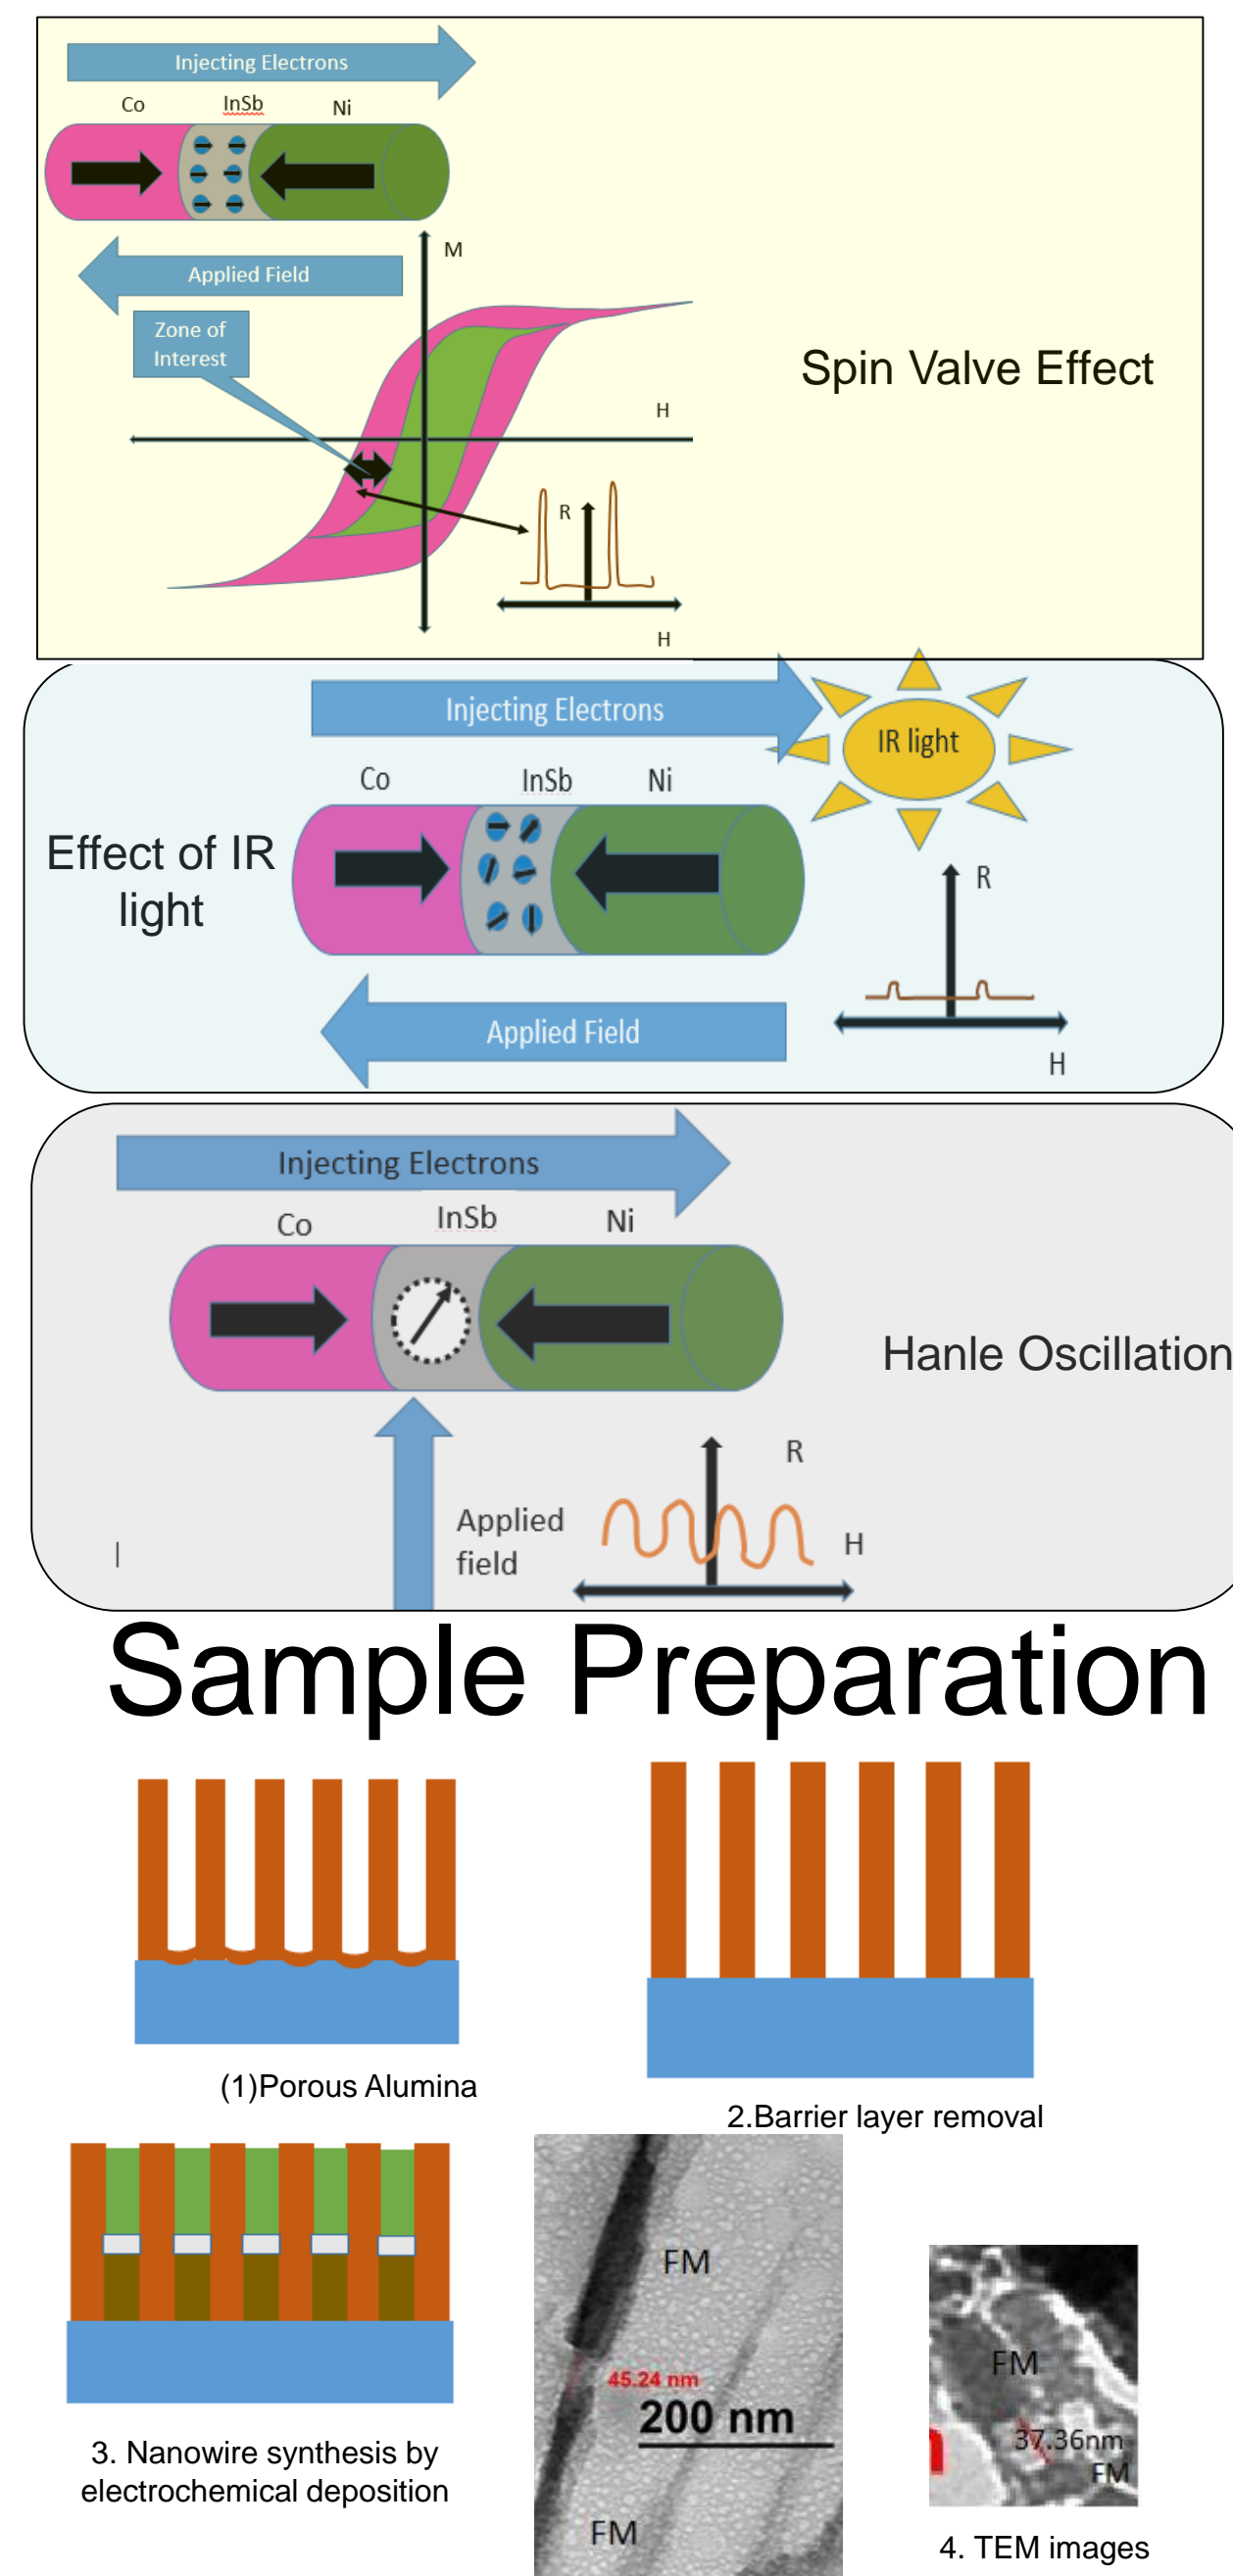 Injecting Electrons
Co
InSb
Ni
Applied Field
M
Zone of
Interest
H
R
H
Spin Valve Effect
Injecting Electrons
IR light
Co
InSb
Ni
Effect of IR
light
R
Applied Field
H
Injecting Electrons
Co
InSb
Ni
Hanle Oscillation
R
Applied
field
H
Sample Preparation
(1)Porous Alumina
2.Barrier layer removal
FM
45.24 nm
200 nm
FM
FM
37.36nm
FM
3. Nanowire synthesis by
electrochemical deposition
4. TEM images